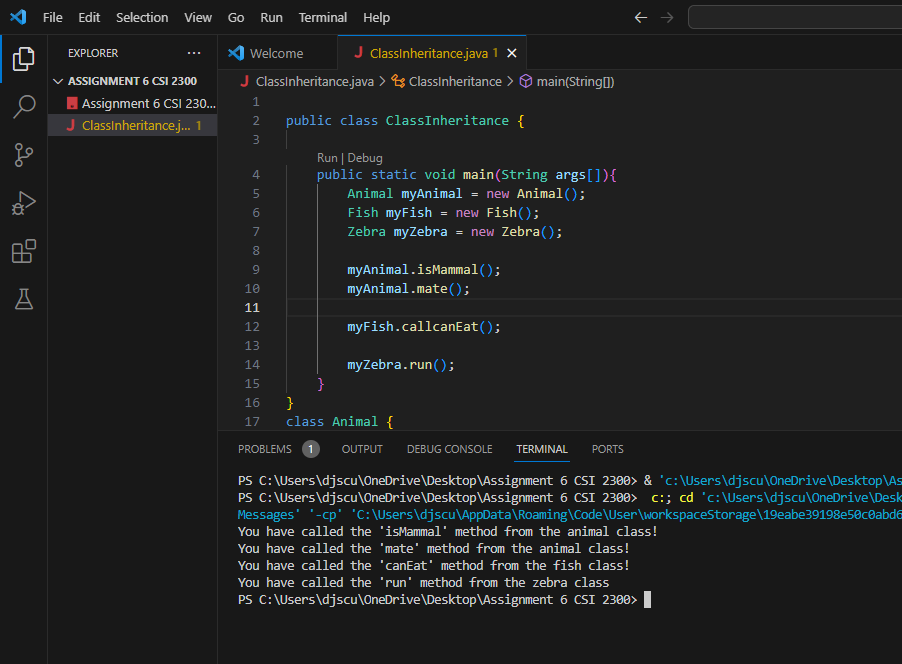 File Edit Selection View Go Run Terminal Help
EXPLORER ...
ASSIGNMENT 6 CSI 2300
Assignment 6 CSI 230...
J ClassInheritance.j... 1
Welcome
J ClassInheritance.java 1
J ClassInheritance.java > ClassInheritance > main(String[])
1
2 public class ClassInheritance {
3
Run | Debug
4 public static void main(String args[]){
5 Animal myAnimal = new Animal();
6 Fish myFish = new Fish();
7 Zebra myZebra = new Zebra();
8
9 myAnimal.isMammal();
10 myAnimal.mate();
11
12 myFish.callcanEat();
13
14 myZebra.run();
15 }
16 }
17 class Animal {
PROBLEMS 1 OUTPUT DEBUG CONSOLE TERMINAL PORTS
PS C:\Users\djscu\OneDrive\Desktop\Assignment 6 CSI 2300> & 'c:\Users\djscu\OneDrive\Desktop\As
PS C:\Users\djscu\OneDrive\Desktop\Assignment 6 CSI 2300> c:; cd 'c:\Users\djscu\OneDrive\Desk
Messages' '-cp' 'C:\Users\djscu\AppData\Roaming\Code\User\workspaceStorage\19eabe39198e50c0abd6
You have called the 'isMammal' method from the animal class!
You have called the 'mate' method from the animal class!
You have called the 'canEat' method from the fish class!
You have called the 'run' method from the zebra class
PS C:\Users\djscu\OneDrive\Desktop\Assignment 6 CSI 2300>